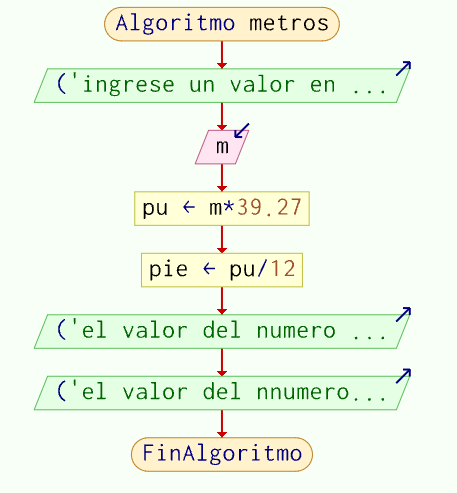 Algoritmo metros
('ingrese un valor en ...
m
pu ← m*39.27
pie ← pu/12
('el valor del numero ...
('el valor del nnumero...
FinAlgoritmo